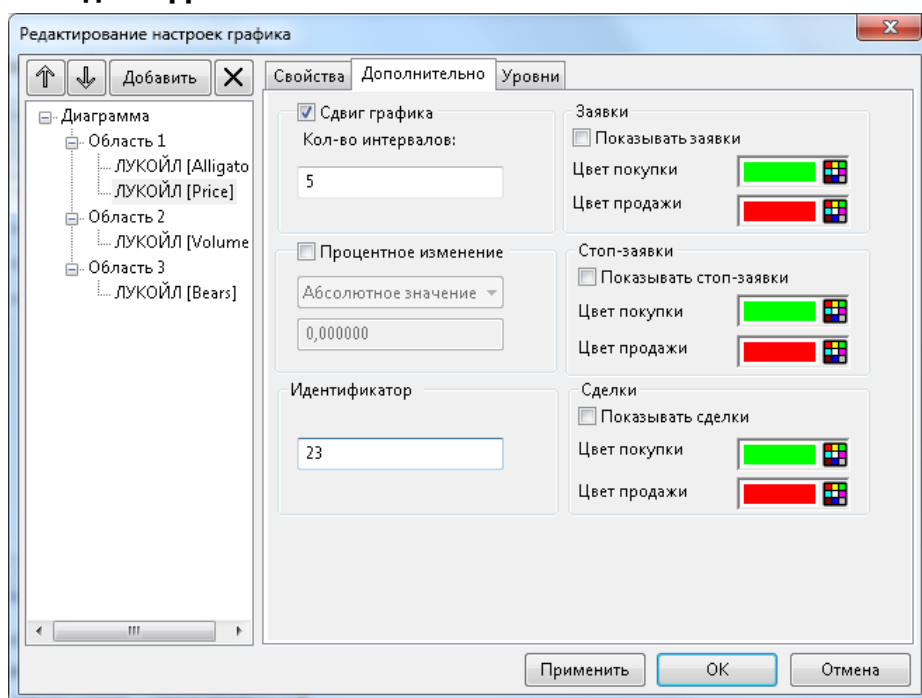 Редактирование настроек графика
Добавить
Свойства Дополнительно Уровни
Диаграмма
Область 1
ЛУКОЙЛ [Alligato
ЛУКОЙЛ [Price]
Область 2
ЛУКОЙЛ [Volume
Область 3
ЛУКОЙЛ [Bears]
Сдвиг графика
Кол-во интервалов:
5
Процентное изменение
Абсолютное значение
0,000000
Идентификатор
23
Заявки
Показывать заявки
Цвет покупки
Цвет продажи
Стоп-заявки
Показывать стоп-заявки
Цвет покупки
Цвет продажи
Сделки
Показывать сделки
Цвет покупки
Цвет продажи
Применить ОК Отмена